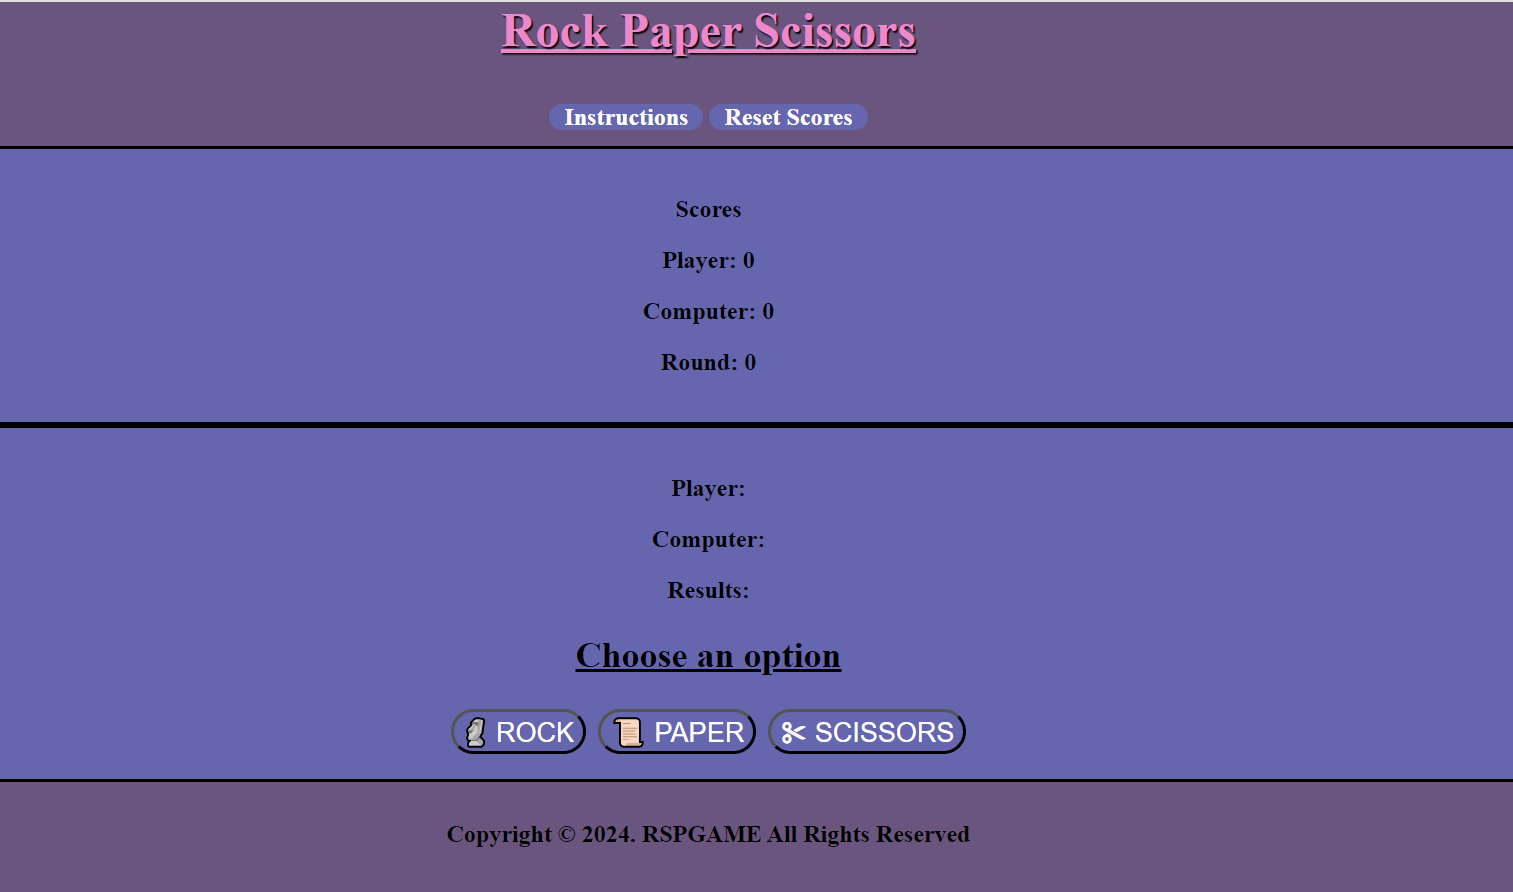 Rock Paper Scissors
Instructions Reset Scores
Scores
Player: 0
Computer: 0
Round: 0
Player:
Computer:
Results:
Choose an option
ROCK PAPER SCISSORS
Copyright © 2024. RSPGAME All Rights Reserved